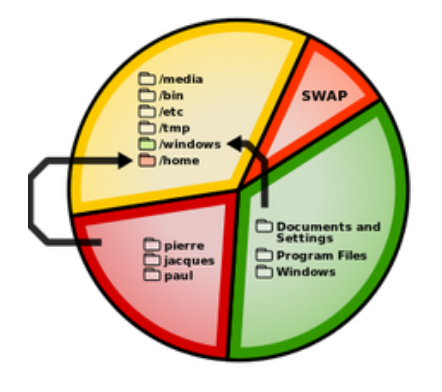 /media
/bin
/etc
/tmp
/windows
/home
SWAP
Documents and
Settings
Program Files
Windows
pierre
jacques
paul